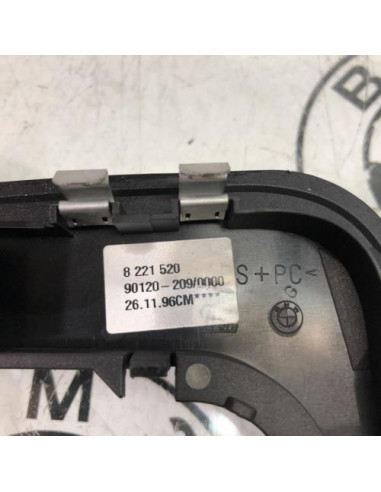 8 221 520
90120-209/0000
26.11.96CM****
S+PC<
G
B
M